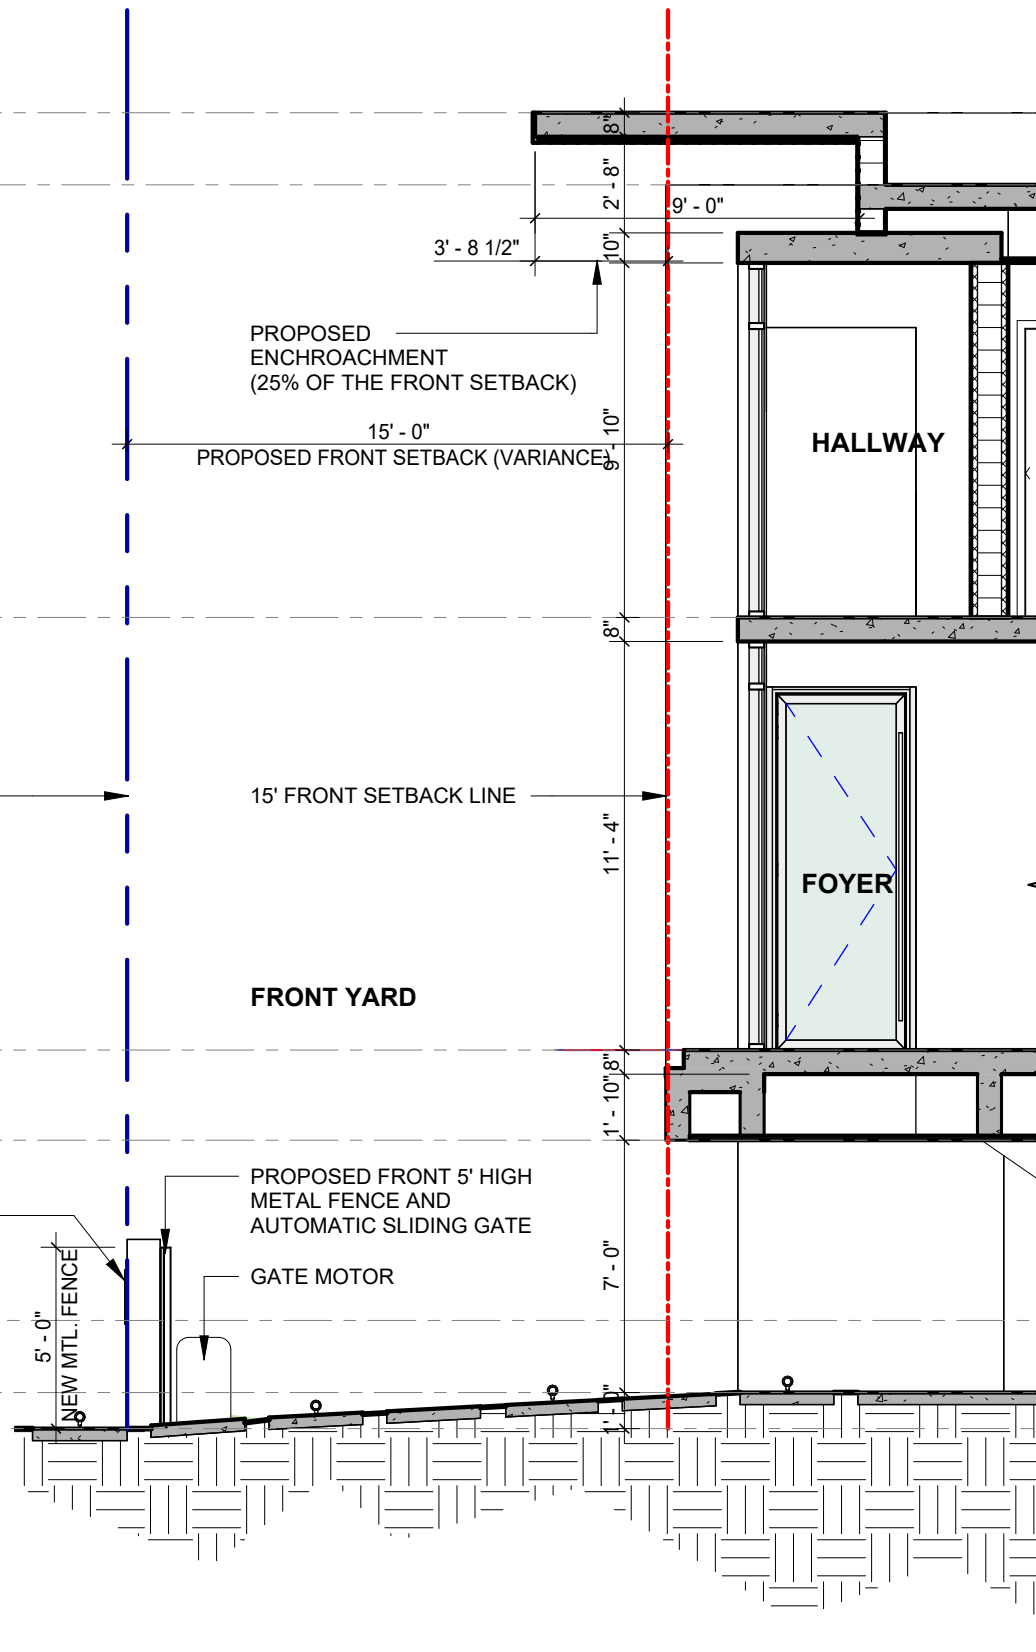 8"
2' - 8"
9' - 0"
3' - 8 1/2"
10"
PROPOSED
ENCHROACHMENT
(25% OF THE FRONT SETBACK)
15' - 0"
PROPOSED FRONT SETBACK (VARIANCE)
9' - 10"
HALLWAY
8"
15' FRONT SETBACK LINE
11' - 4"
FOYER
FRONT YARD
8"
1' - 10"
PROPOSED FRONT 5' HIGH
METAL FENCE AND
AUTOMATIC SLIDING GATE
GATE MOTOR
7' - 0"
5' - 0"
NEW MTL. FENCE
1' - 0"